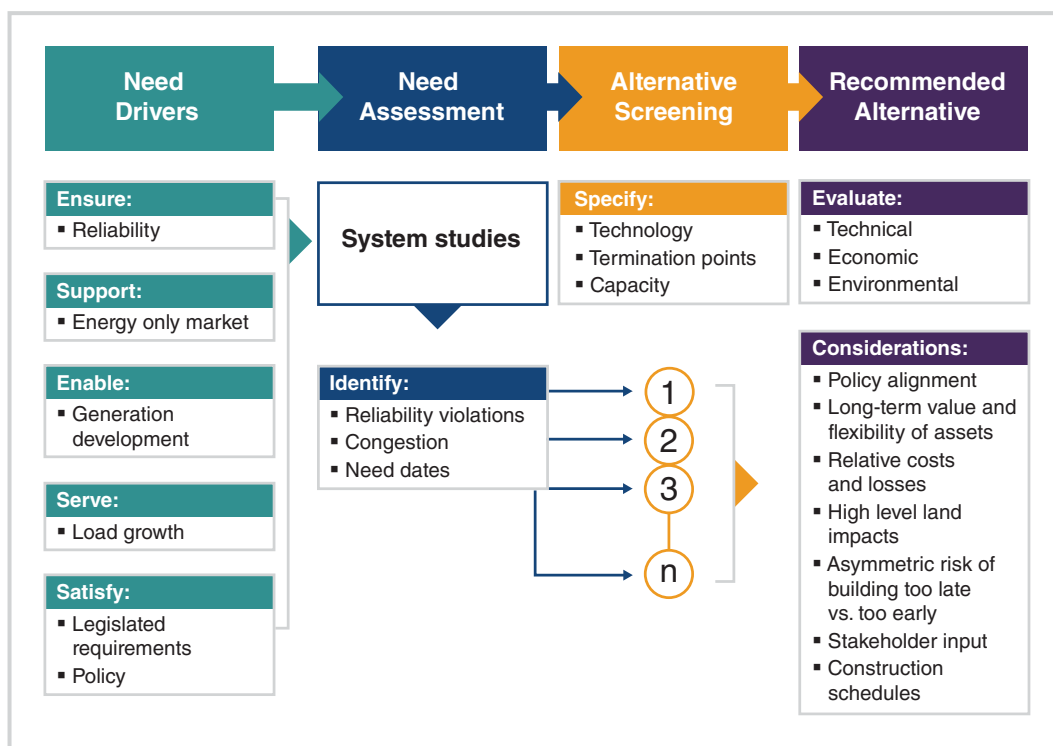 Need
Drivers
Need
Assessment
Alternative
Screening
Recommended
Alternative
Ensure:
▪ Reliability
Support:
▪ Energy only market
Enable:
▪ Generation
development
Serve:
▪ Load growth
Satisfy:
▪ Legislated
requirements
▪ Policy
System studies
Identify:
▪ Reliability violations
▪ Congestion
▪ Need dates
Specify:
▪ Technology
▪ Termination points
▪ Capacity
1
2
3
n
Evaluate:
▪ Technical
▪ Economic
▪ Environmental
Considerations:
▪ Policy alignment
▪ Long-term value and
flexibility of assets
▪ Relative costs
and losses
▪ High level land
impacts
▪ Asymmetric risk of
building too late
vs. too early
▪ Stakeholder input
▪ Construction
schedules